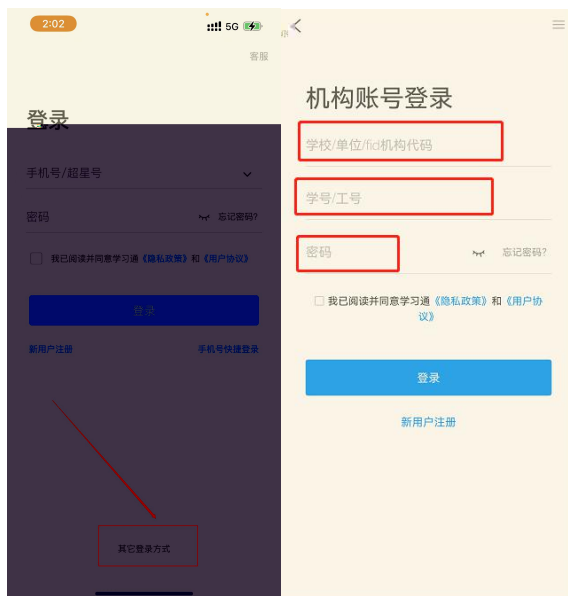 2:02
5G
客服
登录
手机号/超星号
密码
忘记密码?
我已阅读并同意学习通《隐私政策》和《用户协议》
登录
新用户注册
手机号快捷登录
其它登录方式
机构账号登录
学校/单位/fid机构代码
学号/工号
密码
忘记密码?
我已阅读并同意学习通《隐私政策》和《用户协
议》
登录
新用户注册